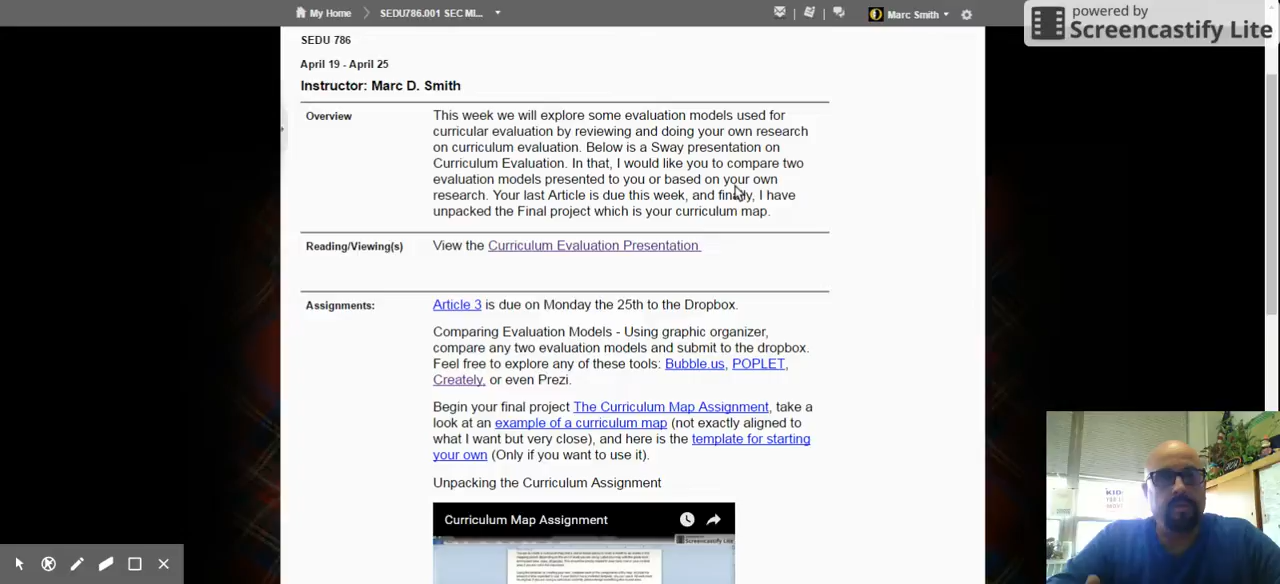 My Home
SEDU786.001 SEC MI...
Marc Smith
powered by
Screencastify Lite
SEDU 786
April 19 - April 25
Instructor: Marc D. Smith
Overview
This week we will explore some evaluation models used for
curricular evaluation by reviewing and doing your own research
on curriculum evaluation. Below is a Sway presentation on
Curriculum Evaluation. In that, I would like you to compare two
evaluation models presented to you or based on your own
research. Your last Article is due this week, and finally, I have
unpacked the Final project which is your curriculum map.
Reading/Viewing(s)
View the Curriculum Evaluation Presentation
Assignments:
Article 3 is due on Monday the 25th to the Dropbox.
Comparing Evaluation Models - Using graphic organizer,
compare any two evaluation models and submit to the dropbox.
Feel free to explore any of these tools: Bubble.us, POPLET,
Creately, or even Prezi.
Begin your final project The Curriculum Map Assignment, take a
look at an example of a curriculum map (not exactly aligned to
what I want but very close), and here is the template for starting
your own (Only if you want to use it).
Unpacking the Curriculum Assignment
Curriculum Map Assignment
Screencastify Lite